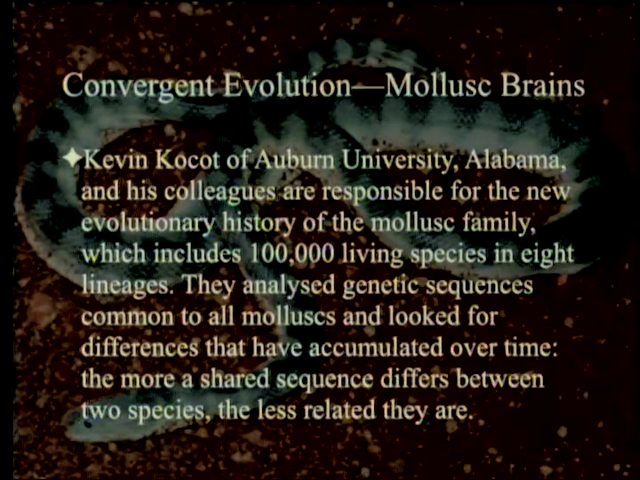 Convergent Evolution—Mollusc Brains
✦Kevin Kocot of Auburn University, Alabama,
and his colleagues are responsible for the new
evolutionary history of the mollusc family,
which includes 100,000 living species in eight
lineages. They analysed genetic sequences
common to all molluscs and looked for
differences that have accumulated over time:
the more a shared sequence differs between
two species, the less related they are.